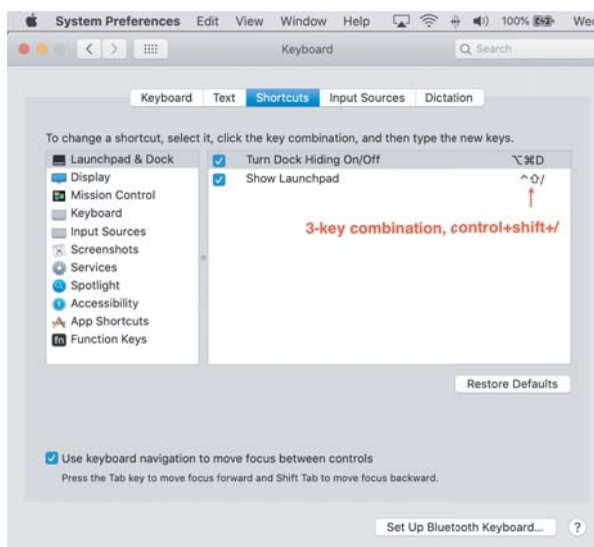 System Preferences Edit View Window Help 100% Wed
Keyboard Search
Keyboard Text Shortcuts Input Sources Dictation
To change a shortcut, select it, click the key combination, and then type the new keys.
Launchpad & Dock
Display
Mission Control
Keyboard
Input Sources
Screenshots
Services
Spotlight
Accessibility
App Shortcuts
fn Function Keys
Turn Dock Hiding On/Off ⌥⌘D
Show Launchpad ^⇧/
3-key combination, control+shift+/
Restore Defaults
Use keyboard navigation to move focus between controls
Press the Tab key to move focus forward and Shift Tab to move focus backward.
Set Up Bluetooth Keyboard... ?